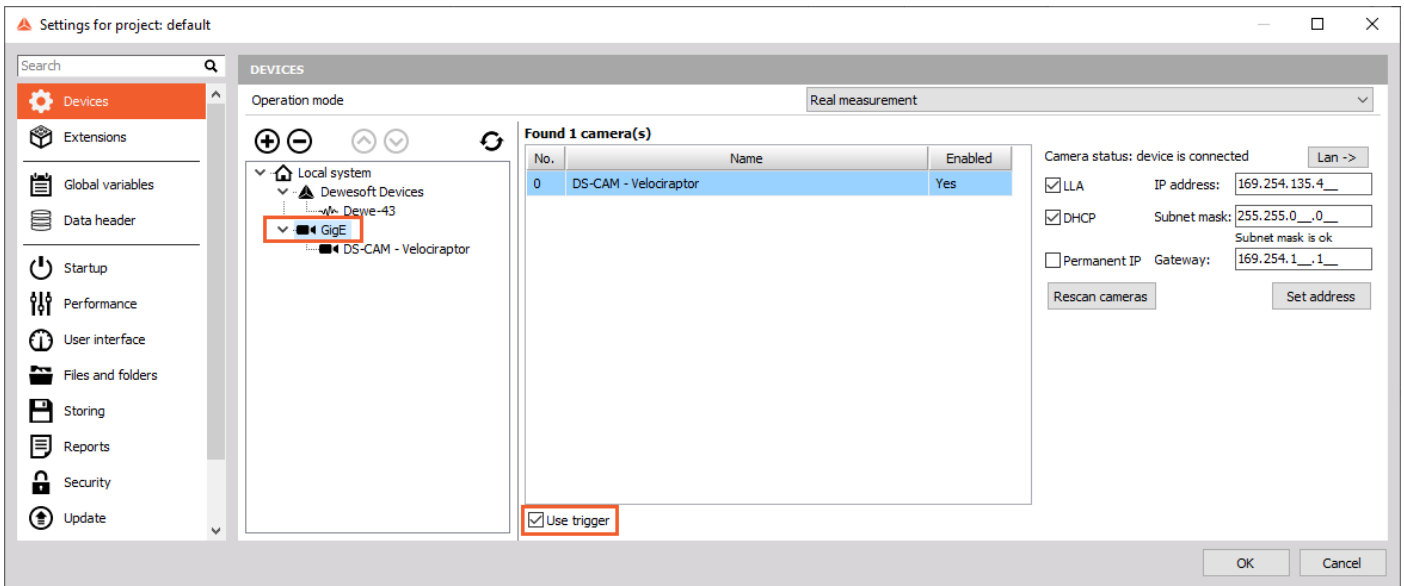 Settings for project: default
Search
Devices
Extensions
Global variables
Data header
Startup
Performance
User interface
Files and folders
Storing
Reports
Security
Update
DEVICES
Operation mode
Real measurement
Local system
Dewesoft Devices
Dewe-43
GigE
DS-CAM - Velociraptor
Found 1 camera(s)
No. Name Enabled
0 DS-CAM - Velociraptor Yes
Use trigger
Camera status: device is connected Lan ->
LLA IP address: 169.254.135.4__
DHCP Subnet mask: 255.255.0__.0__
Subnet mask is ok
Permanent IP Gateway: 169.254.1__.1__
Rescan cameras Set address
OK Cancel